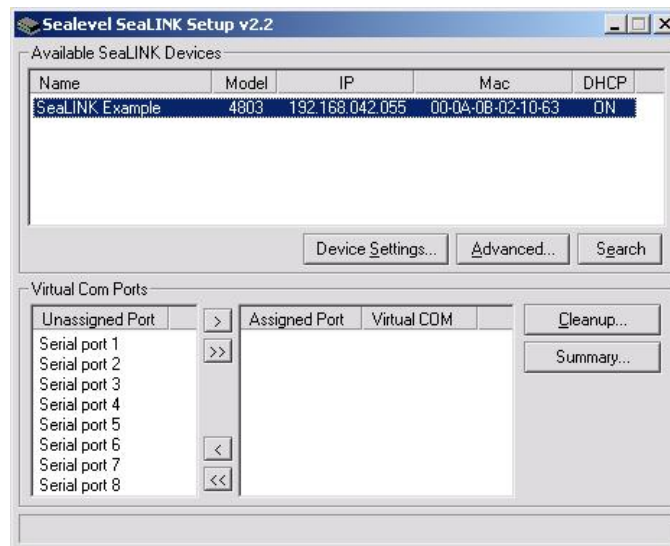 Sealevel SeaLINK Setup v2.2
Available SeaLINK Devices
Name Model IP Mac DHCP
SeaLINK Example 4803 192.168.042.055 00-0A-0B-02-10-63 ON
Device Settings... Advanced... Search
Virtual Com Ports
Unassigned Port > Assigned Port Virtual COM Cleanup...
Serial port 1
Serial port 2 >> Summary...
Serial port 3
Serial port 4
Serial port 5
Serial port 6 <
Serial port 7
Serial port 8 <<